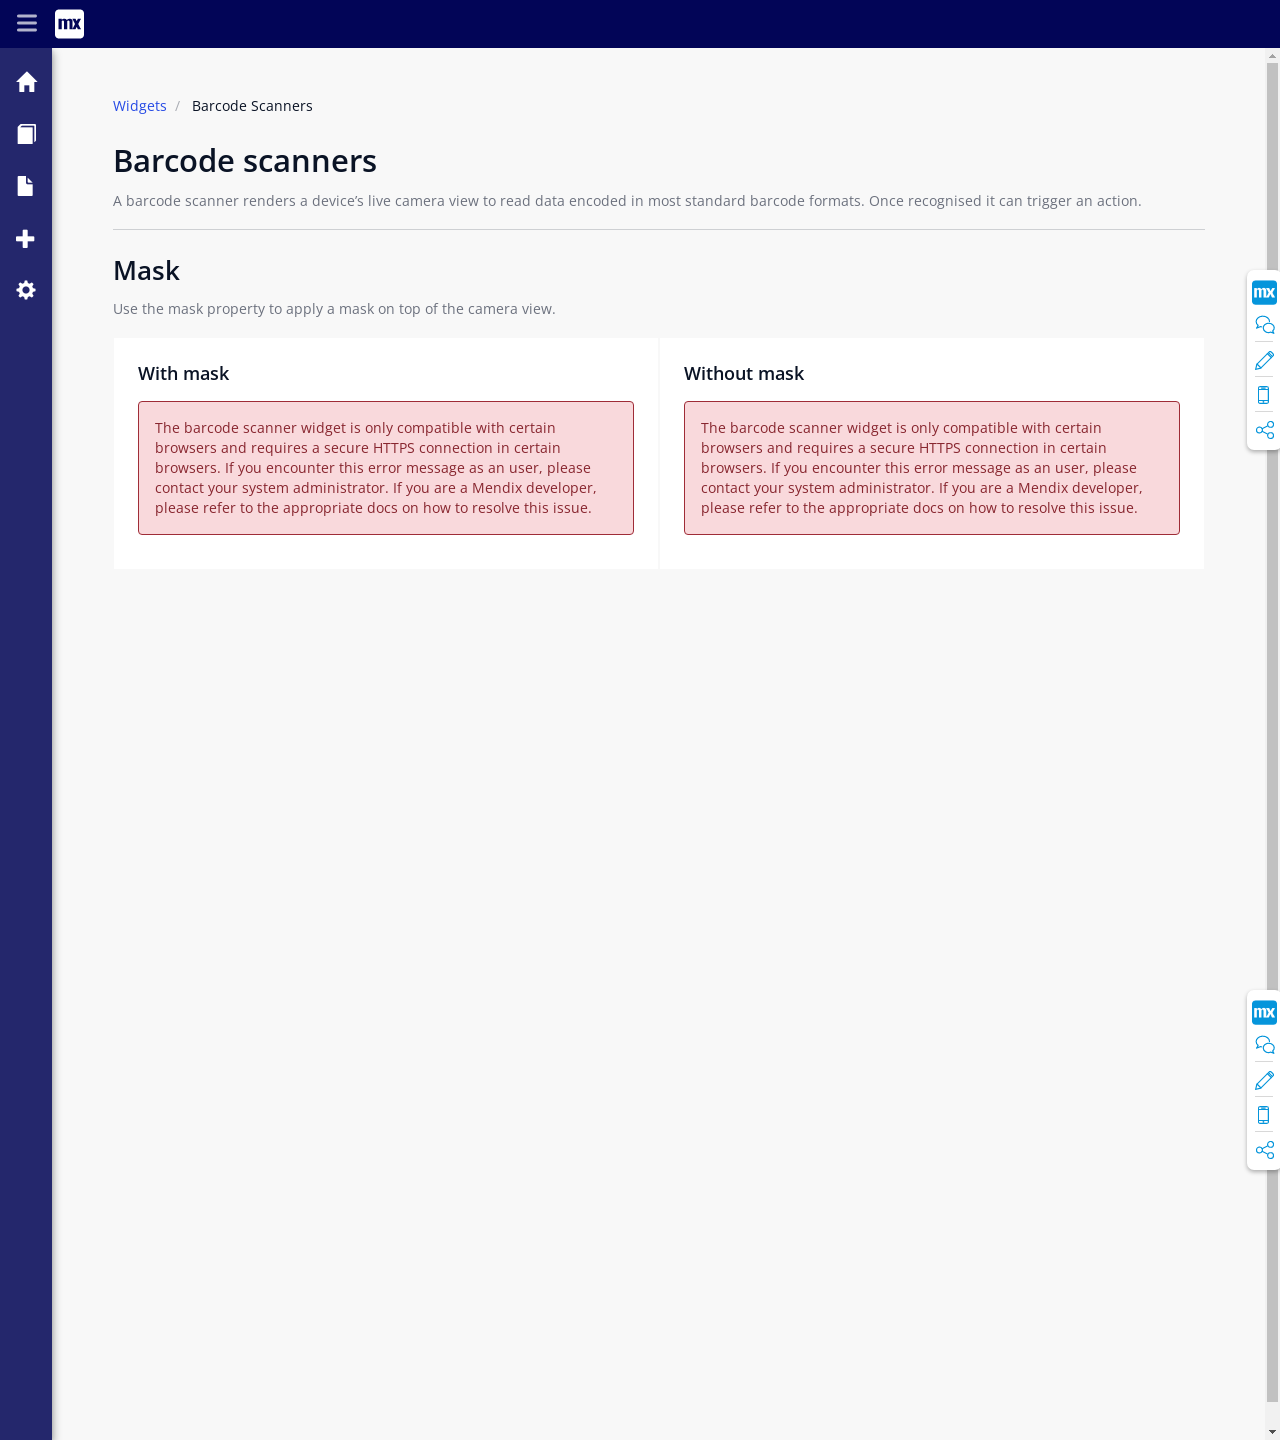 mx
Widgets / Barcode Scanners
Barcode scanners
A barcode scanner renders a device’s live camera view to read data encoded in most standard barcode formats. Once recognised it can trigger an action.
Mask
Use the mask property to apply a mask on top of the camera view.
With mask
The barcode scanner widget is only compatible with certain
browsers and requires a secure HTTPS connection in certain
browsers. If you encounter this error message as an user, please
contact your system administrator. If you are a Mendix developer,
please refer to the appropriate docs on how to resolve this issue.
Without mask
The barcode scanner widget is only compatible with certain
browsers and requires a secure HTTPS connection in certain
browsers. If you encounter this error message as an user, please
contact your system administrator. If you are a Mendix developer,
please refer to the appropriate docs on how to resolve this issue.
mx
mx